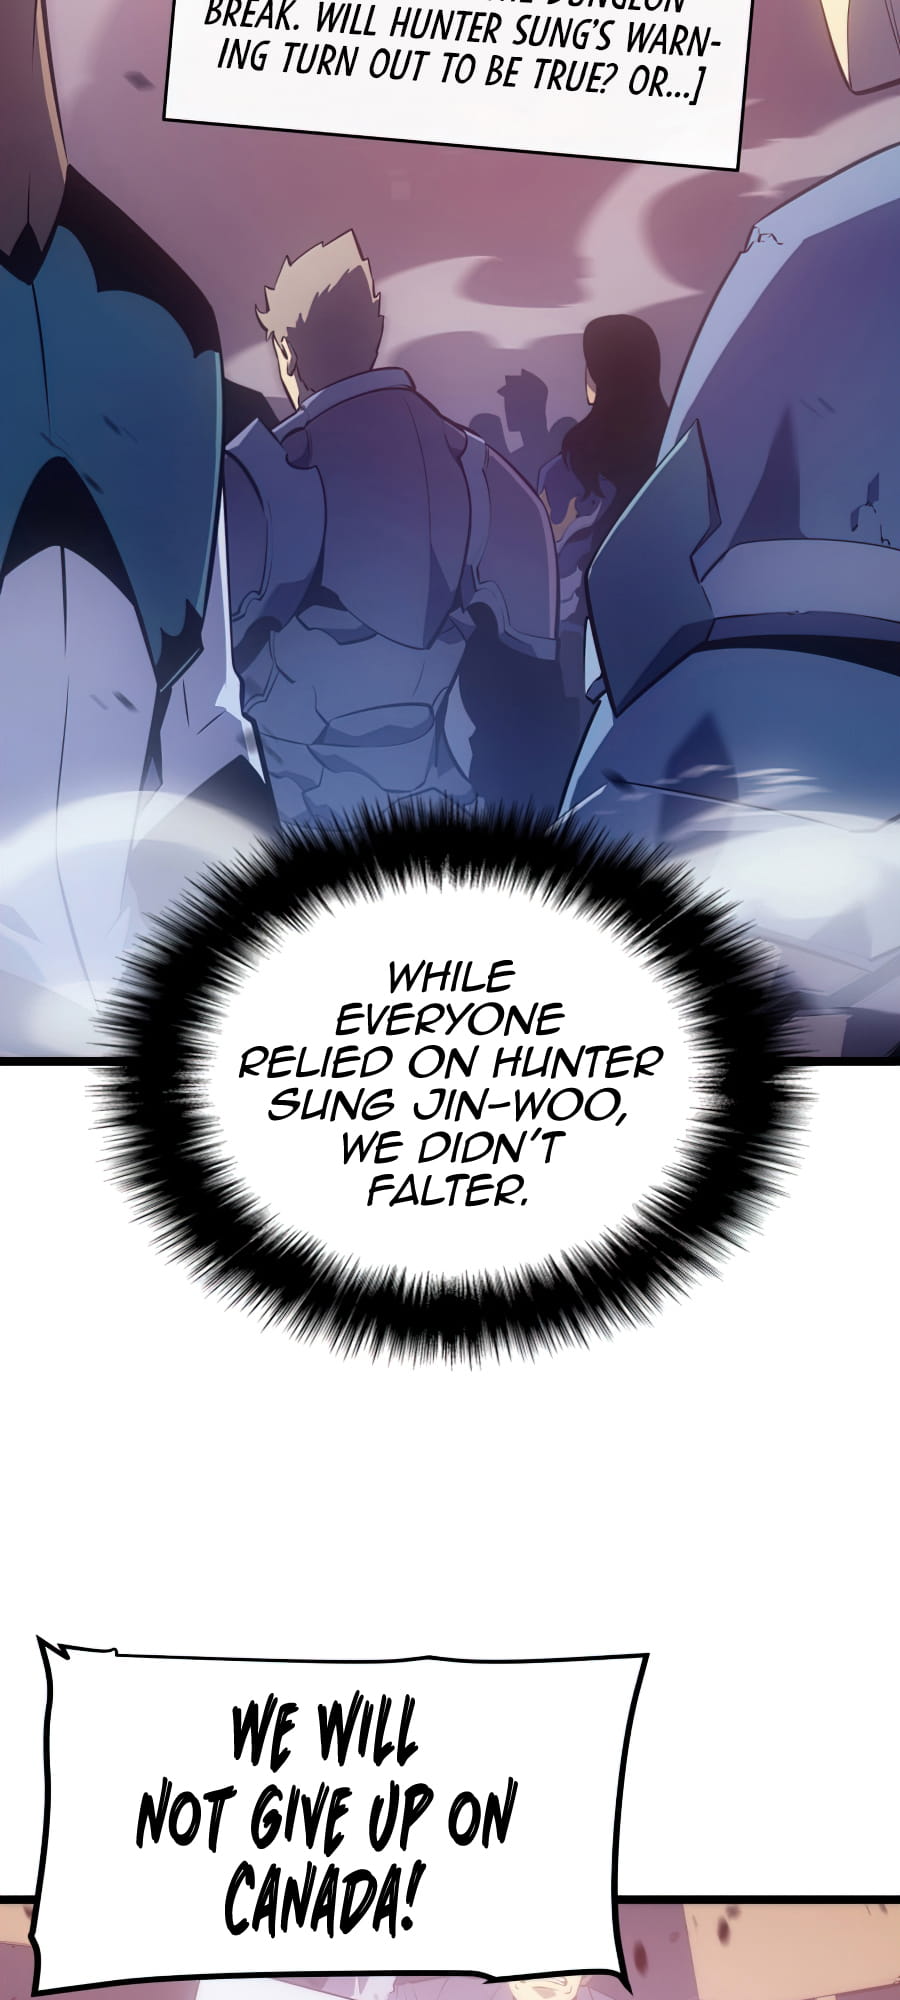 DUNGEON
BREAK. WILL HUNTER SUNG'S WARN-
ING TURN OUT TO BE TRUE? OR...]
WHILE
EVERYONE
RELIED ON HUNTER
SUNG JIN-WOO,
WE DIDN'T
FALTER.
WE WILL
NOT GIVE UP ON
CANADA!